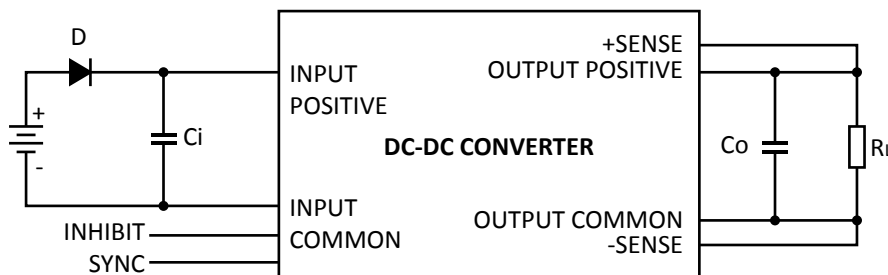 D
+
-
Ci
INPUT
POSITIVE
INPUT
COMMON
INHIBIT
SYNC
DC-DC CONVERTER
+SENSE
OUTPUT POSITIVE
OUTPUT COMMON
-SENSE
Co